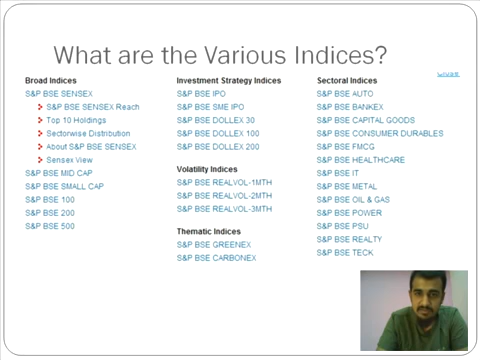 What are the Various Indices?
Broad Indices
S&P BSE SENSEX
S&P BSE SENSEX Reach
Top 10 Holdings
Sectorwise Distribution
About S&P BSE SENSEX
Sensex View
S&P BSE MID CAP
S&P BSE SMALL CAP
S&P BSE 100
S&P BSE 200
S&P BSE 500
Investment Strategy Indices
S&P BSE IPO
S&P BSE SME IPO
S&P BSE DOLLEX 30
S&P BSE DOLLEX 100
S&P BSE DOLLEX 200
Volatility Indices
S&P BSE REALVOL-1MTH
S&P BSE REALVOL-2MTH
S&P BSE REALVOL-3MTH
Thematic Indices
S&P BSE GREENEX
S&P BSE CARBONEX
Sectoral Indices
S&P BSE AUTO
S&P BSE BANKEX
S&P BSE CAPITAL GOODS
S&P BSE CONSUMER DURABLES
S&P BSE FMCG
S&P BSE HEALTHCARE
S&P BSE IT
S&P BSE METAL
S&P BSE OIL & GAS
S&P BSE POWER
S&P BSE PSU
S&P BSE REALTY
S&P BSE TECK